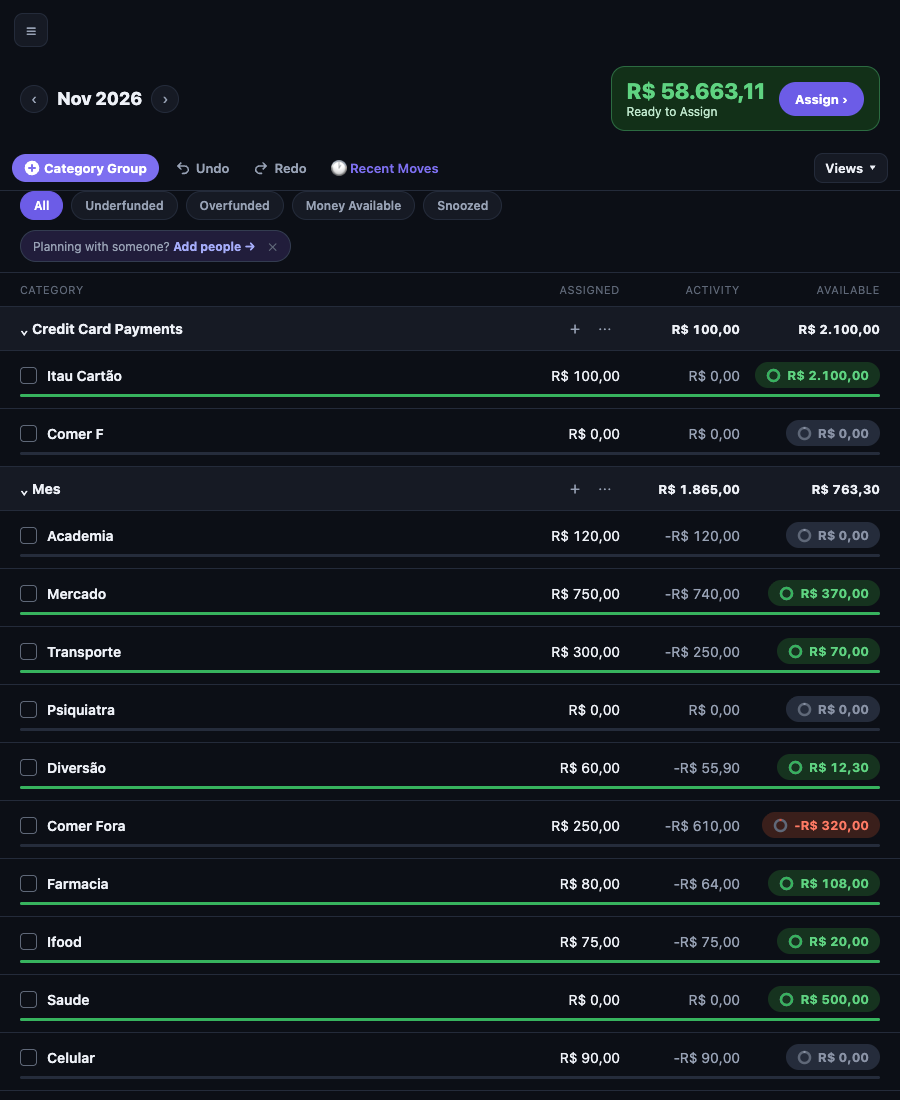 Nov 2026
R$ 58.663,11
Ready to Assign
Assign ›
Category Group
Undo
Redo
Recent Moves
Views
All
Underfunded
Overfunded
Money Available
Snoozed
Planning with someone? Add people →
CATEGORY ASSIGNED ACTIVITY AVAILABLE
Credit Card Payments + ... R$ 100,00 R$ 2.100,00
Itau Cartão R$ 100,00 R$ 0,00 R$ 2.100,00
Comer F R$ 0,00 R$ 0,00 R$ 0,00
Mes + ... R$ 1.865,00 R$ 763,30
Academia R$ 120,00 -R$ 120,00 R$ 0,00
Mercado R$ 750,00 -R$ 740,00 R$ 370,00
Transporte R$ 300,00 -R$ 250,00 R$ 70,00
Psiquiatra R$ 0,00 R$ 0,00 R$ 0,00
Diversão R$ 60,00 -R$ 55,90 R$ 12,30
Comer Fora R$ 250,00 -R$ 610,00 -R$ 320,00
Farmacia R$ 80,00 -R$ 64,00 R$ 108,00
Ifood R$ 75,00 -R$ 75,00 R$ 20,00
Saude R$ 0,00 R$ 0,00 R$ 500,00
Celular R$ 90,00 -R$ 90,00 R$ 0,00